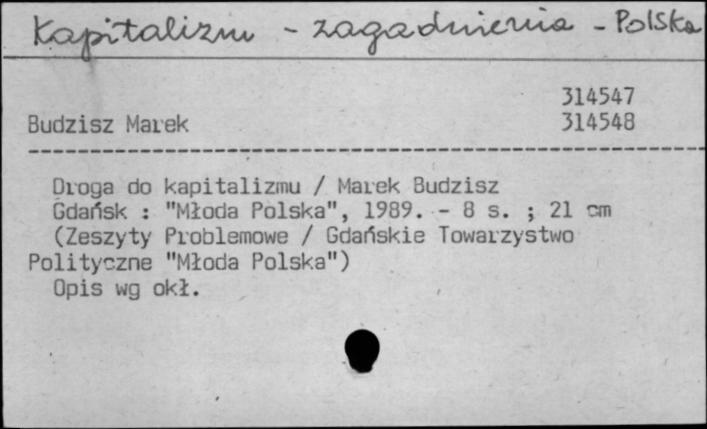 Kapitalizm - zagadnienia - Polska
314547
Budzisz Marek 314548
Droga do kapitalizmu / Marek Budzisz
Gdańsk : "Młoda Polska", 1989. - 8 s. ; 21 cm
(Zeszyty Problemowe / Gdańskie Towarzystwo
Polityczne "Młoda Polska")
Opis wg okł.